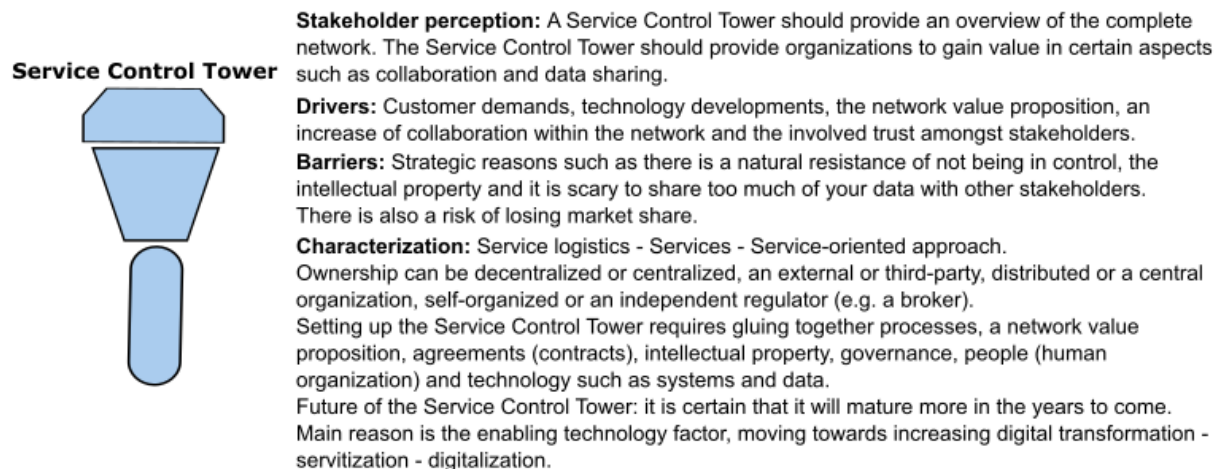 Service Control Tower
Stakeholder perception: A Service Control Tower should provide an overview of the complete
network. The Service Control Tower should provide organizations to gain value in certain aspects
such as collaboration and data sharing.
Drivers: Customer demands, technology developments, the network value proposition, an
increase of collaboration within the network and the involved trust amongst stakeholders.
Barriers: Strategic reasons such as there is a natural resistance of not being in control, the
intellectual property and it is scary to share too much of your data with other stakeholders.
There is also a risk of losing market share.
Characterization: Service logistics - Services - Service-oriented approach.
Ownership can be decentralized or centralized, an external or third-party, distributed or a central
organization, self-organized or an independent regulator (e.g. a broker).
Setting up the Service Control Tower requires gluing together processes, a network value
proposition, agreements (contracts), intellectual property, governance, people (human
organization) and technology such as systems and data.
Future of the Service Control Tower: it is certain that it will mature more in the years to come.
Main reason is the enabling technology factor, moving towards increasing digital transformation -
servitization - digitalization.